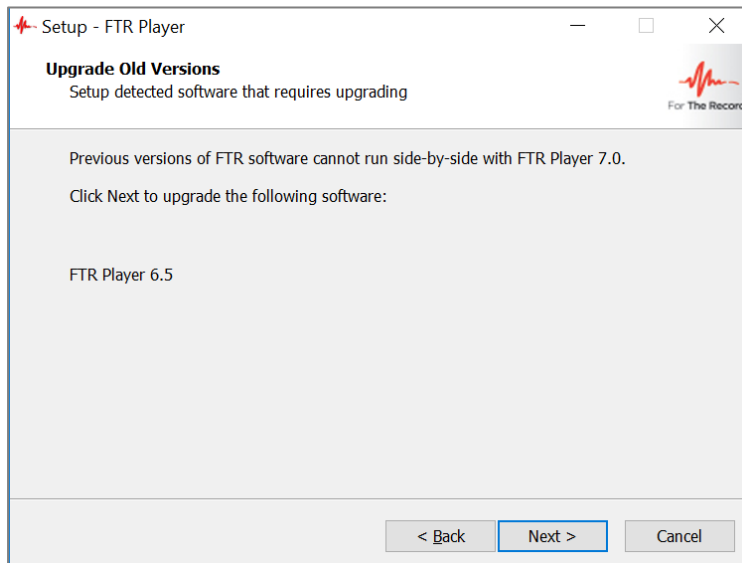 Setup - FTR Player
Upgrade Old Versions
Setup detected software that requires upgrading
For The Record
Previous versions of FTR software cannot run side-by-side with FTR Player 7.0.
Click Next to upgrade the following software:
FTR Player 6.5
< Back
Next >
Cancel